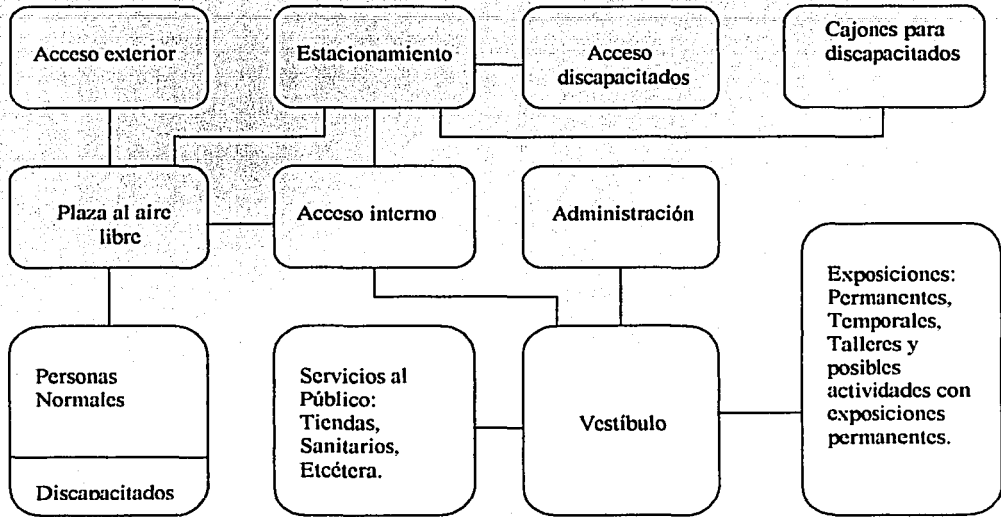 Acceso exterior
Estacionamiento
Acceso
discapacitados
Cajones para
discapacitados
Plaza al aire
libre
Acceso interno
Administración
Exposiciones:
Permanentes,
Temporales,
Talleres y
posibles
actividades con
exposiciones
permanentes.
Personas
Normales
Discapacitados
Servicios al
Público:
Tiendas,
Sanitarios,
Etcétera.
Vestíbulo